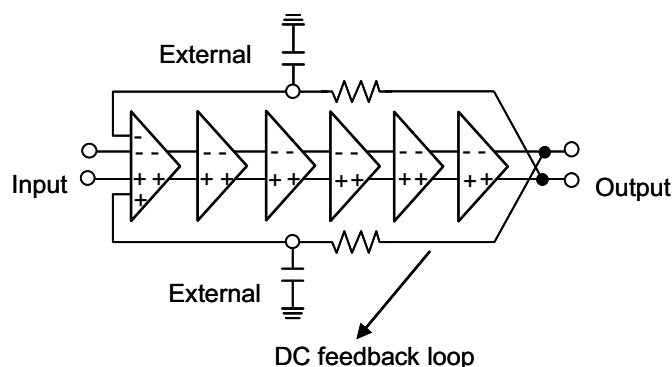 External
-
- - - - - - - - - - - -
Input
+ + + + + + + + + + + +
Output
+
External
DC feedback loop